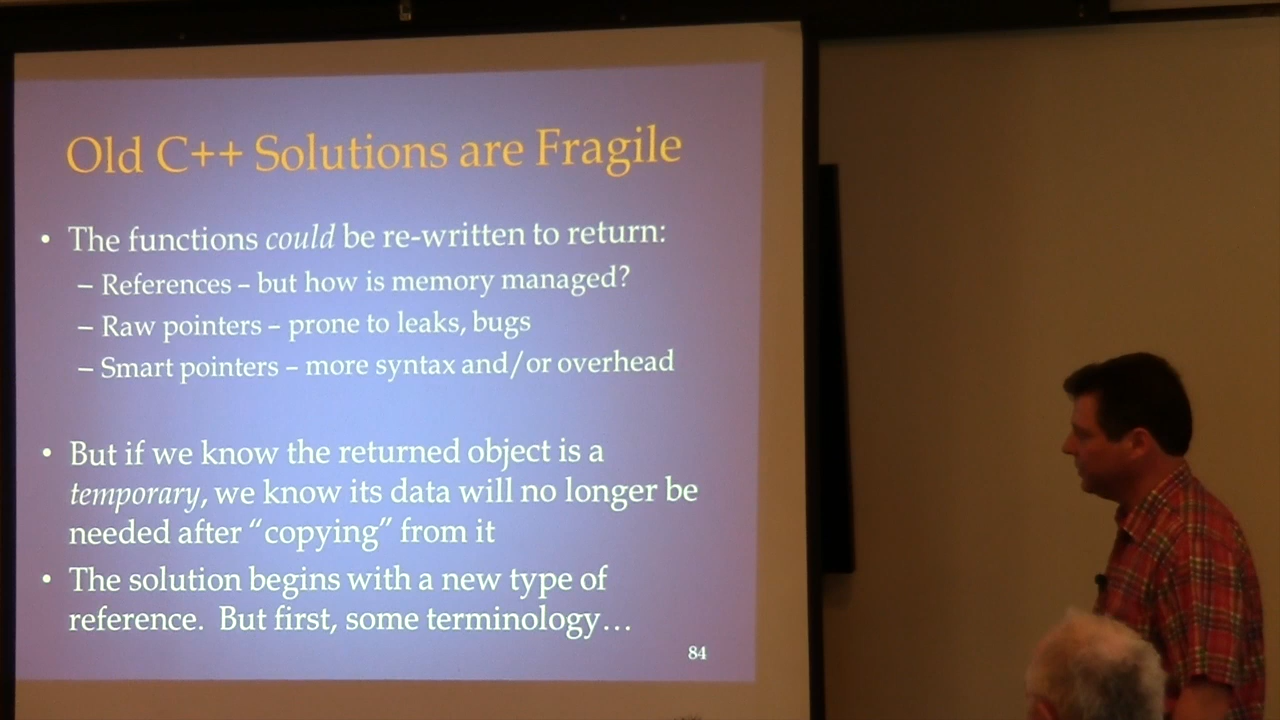 Old C++ Solutions are Fragile
• The functions could be re-written to return:
– References – but how is memory managed?
– Raw pointers – prone to leaks, bugs
– Smart pointers – more syntax and/or overhead
• But if we know the returned object is a
temporary, we know its data will no longer be
needed after “copying” from it
• The solution begins with a new type of
reference. But first, some terminology…
84